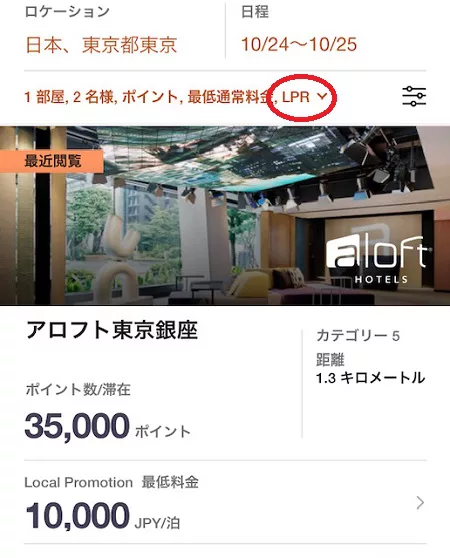 ロケーション
日程
日本、東京都東京
10/24～10/25
1 部屋, 2 名様, ポイント, 最低通常料金, LPR
最近閲覧
aloft
HOTELS
アロフト東京銀座
カテゴリー 5
距離
1.3 キロメートル
ポイント数/滞在
35,000 ポイント
Local Promotion 最低料金
10,000 JPY/泊